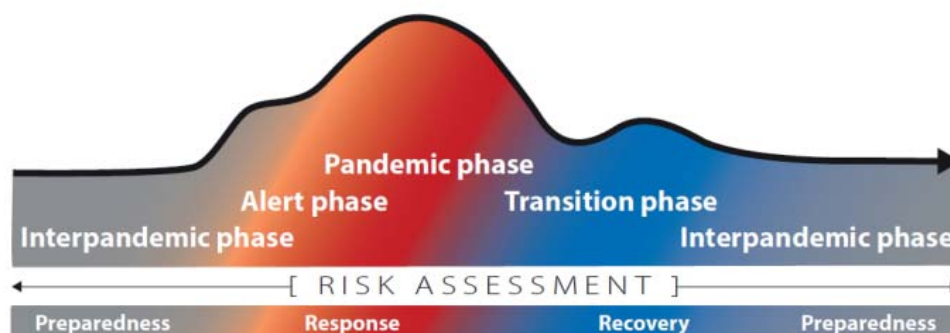 Pandemic phase
Alert phase
Transition phase
Interpandemic phase
Interpandemic phase
[ RISK ASSESSMENT ]
Preparedness
Response
Recovery
Preparedness